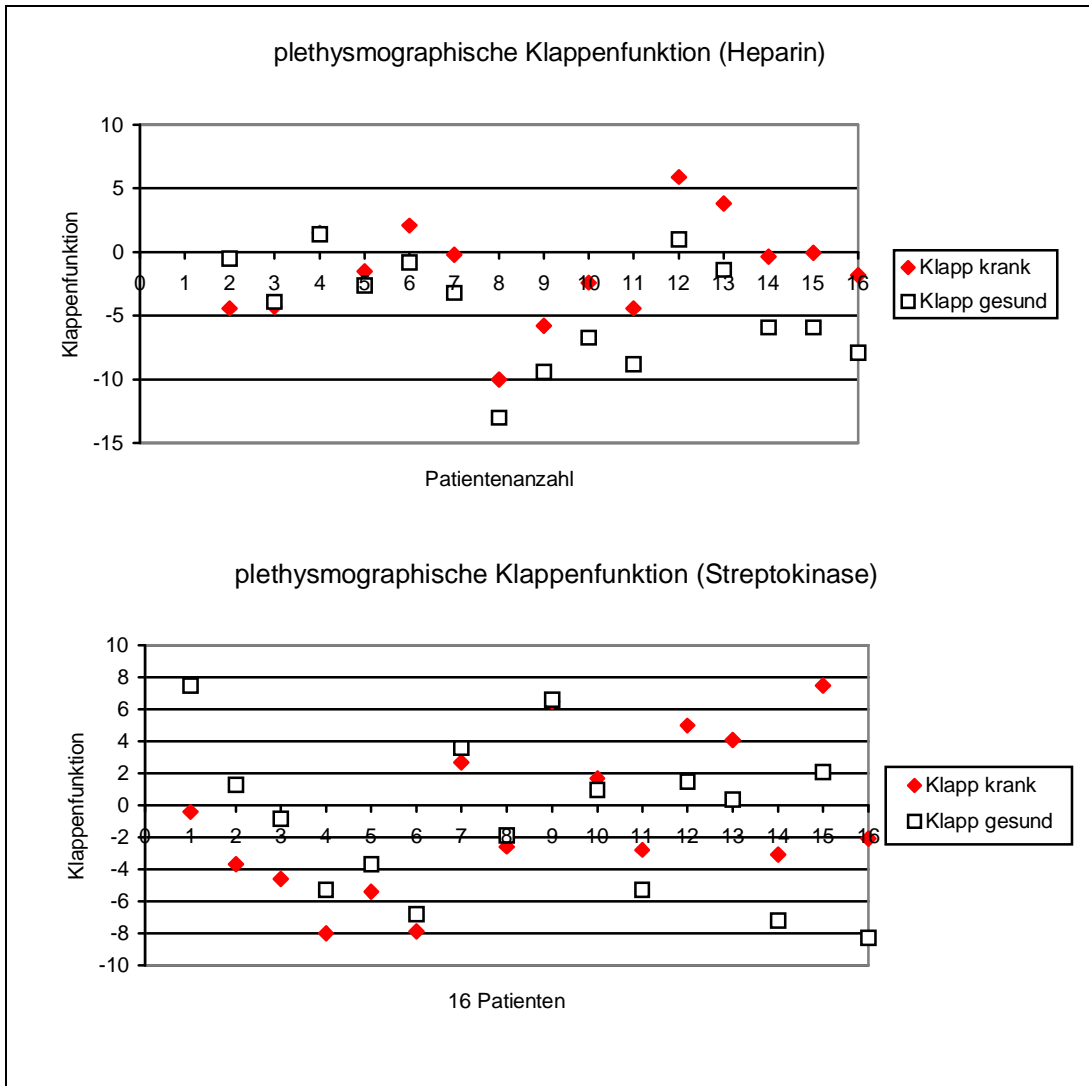 plethysmographische Klappenfunktion (Heparin)
10
5
0
-5
-10
-15
0 1 2 3 4 5 6 7 8 9 10 11 12 13 14 15 16
Klappenfunktion
Patientenanzahl
Klapp krank
Klapp gesund
plethysmographische Klappenfunktion (Streptokinase)
10
8
6
4
2
0
-2
-4
-6
-8
-10
0 1 2 3 4 5 6 7 8 9 10 11 12 13 14 15 16
Klappenfunktion
16 Patienten
Klapp krank
Klapp gesund